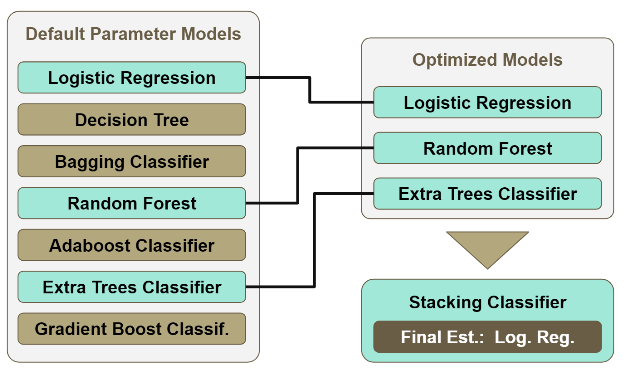 Default Parameter Models
Logistic Regression
Decision Tree
Bagging Classifier
Random Forest
Adaboost Classifier
Extra Trees Classifier
Gradient Boost Classif.
Optimized Models
Logistic Regression
Random Forest
Extra Trees Classifier
Stacking Classifier
Final Est.: Log. Reg.